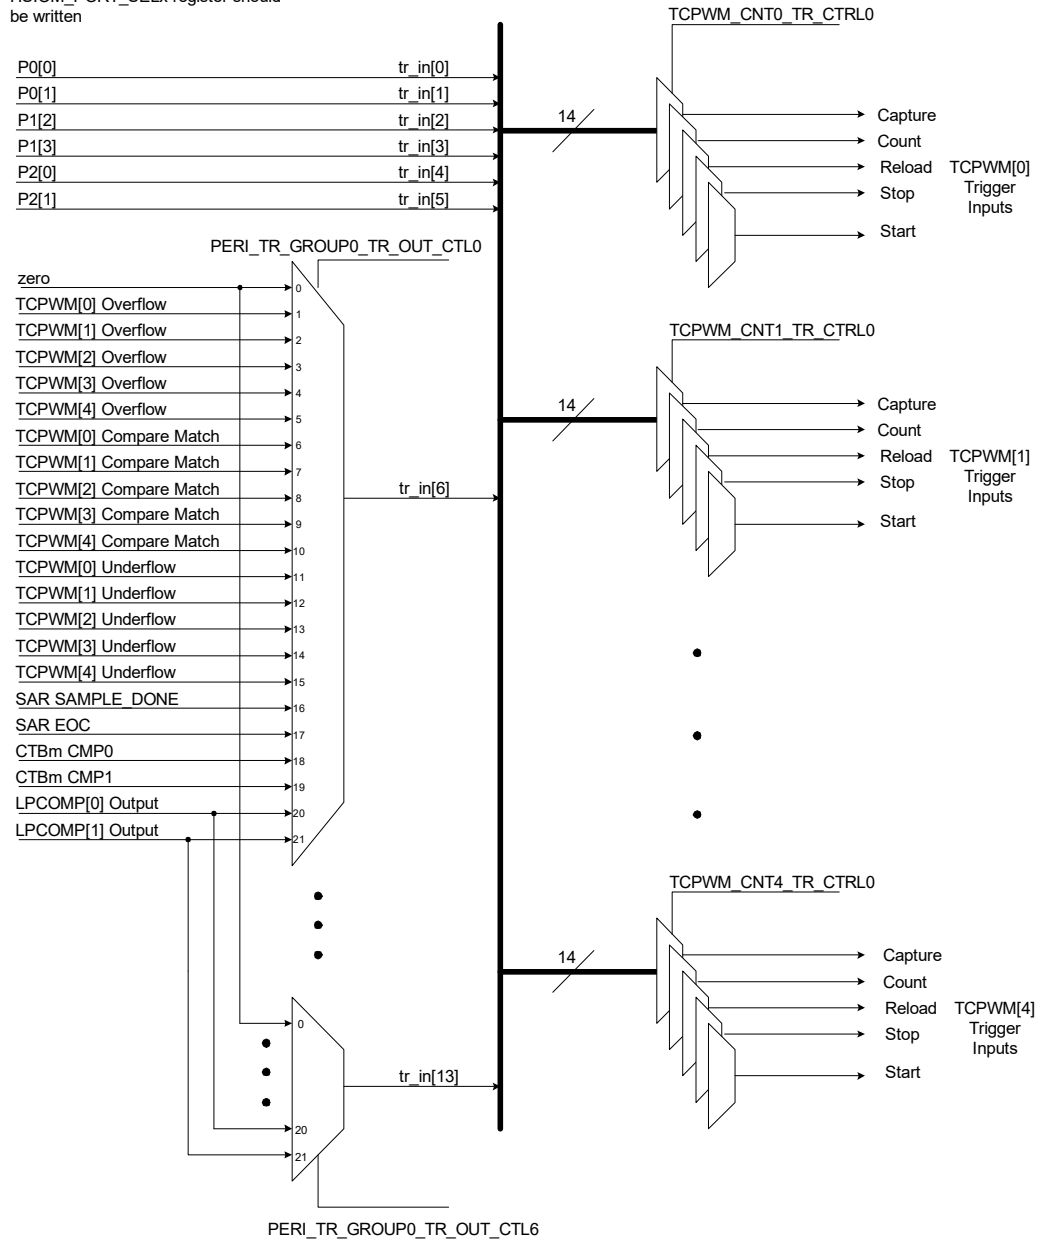 be written
P0[0] tr_in[0]
P0[1] tr_in[1]
P1[2] tr_in[2]
P1[3] tr_in[3]
P2[0] tr_in[4]
P2[1] tr_in[5]
PERI_TR_GROUP0_TR_OUT_CTL0
zero 0
TCPWM[0] Overflow 1
TCPWM[1] Overflow 2
TCPWM[2] Overflow 3
TCPWM[3] Overflow 4
TCPWM[4] Overflow 5
TCPWM[0] Compare Match 6
TCPWM[1] Compare Match 7
TCPWM[2] Compare Match 8
TCPWM[3] Compare Match 9
TCPWM[4] Compare Match 10
TCPWM[0] Underflow 11
TCPWM[1] Underflow 12
TCPWM[2] Underflow 13
TCPWM[3] Underflow 14
TCPWM[4] Underflow 15
SAR SAMPLE_DONE 16
SAR EOC 17
CTBm CMP0 18
CTBm CMP1 19
LPCOMP[0] Output 20
LPCOMP[1] Output 21
tr_in[6]
0
20
21
tr_in[13]
PERI_TR_GROUP0_TR_OUT_CTL6
TCPWM_CNT0_TR_CTRL0
14
Capture
Count
Reload
Stop
Start
TCPWM[0]
Trigger
Inputs
TCPWM_CNT1_TR_CTRL0
14
Capture
Count
Reload
Stop
Start
TCPWM[1]
Trigger
Inputs
TCPWM_CNT4_TR_CTRL0
14
Capture
Count
Reload
Stop
Start
TCPWM[4]
Trigger
Inputs